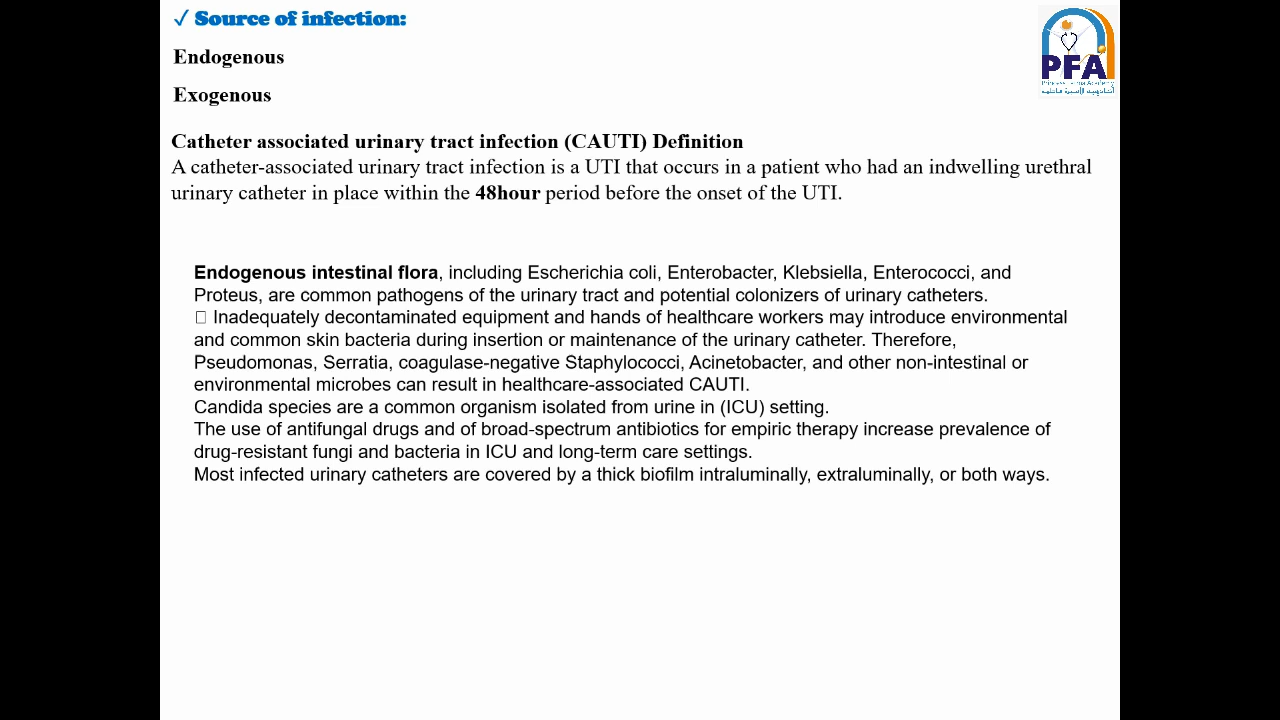 ✓ Source of infection:
PFA
Endogenous
Exogenous
Catheter associated urinary tract infection (CAUTI) Definition
A catheter-associated urinary tract infection is a UTI that occurs in a patient who had an indwelling urethral
urinary catheter in place within the 48hour period before the onset of the UTI.
Endogenous intestinal flora, including Escherichia coli, Enterobacter, Klebsiella, Enterococci, and
Proteus, are common pathogens of the urinary tract and potential colonizers of urinary catheters.
Inadequately decontaminated equipment and hands of healthcare workers may introduce environmental
and common skin bacteria during insertion or maintenance of the urinary catheter. Therefore,
Pseudomonas, Serratia, coagulase-negative Staphylococci, Acinetobacter, and other non-intestinal or
environmental microbes can result in healthcare-associated CAUTI.
Candida species are a common organism isolated from urine in (ICU) setting.
The use of antifungal drugs and of broad-spectrum antibiotics for empiric therapy increase prevalence of
drug-resistant fungi and bacteria in ICU and long-term care settings.
Most infected urinary catheters are covered by a thick biofilm intraluminally, extraluminally, or both ways.